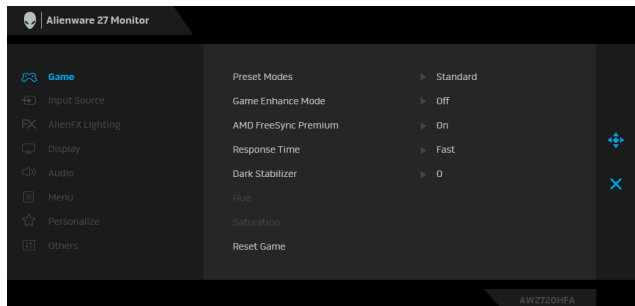 Alienware 27 Monitor
Game
Preset Modes Standard
Input Source
Game Enhance Mode Off
AlienFX Lighting
AMD FreeSync Premium On
Display
Response Time Fast
Audio
Dark Stabilizer 0
Menu
Hue
Personalize
Saturation
Others
Reset Game
AW2720HFA